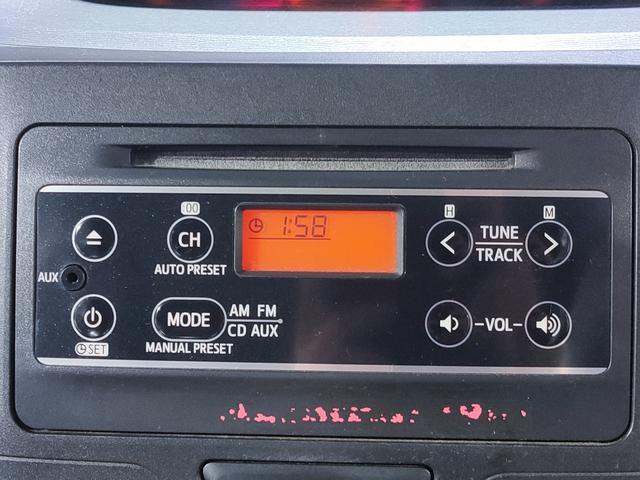 :00
H
M
1:58
CH
TUNE
TRACK
AUTO PRESET
AUX
MODE
AM FM
CD AUX
-VOL-
SET
MANUAL PRESET